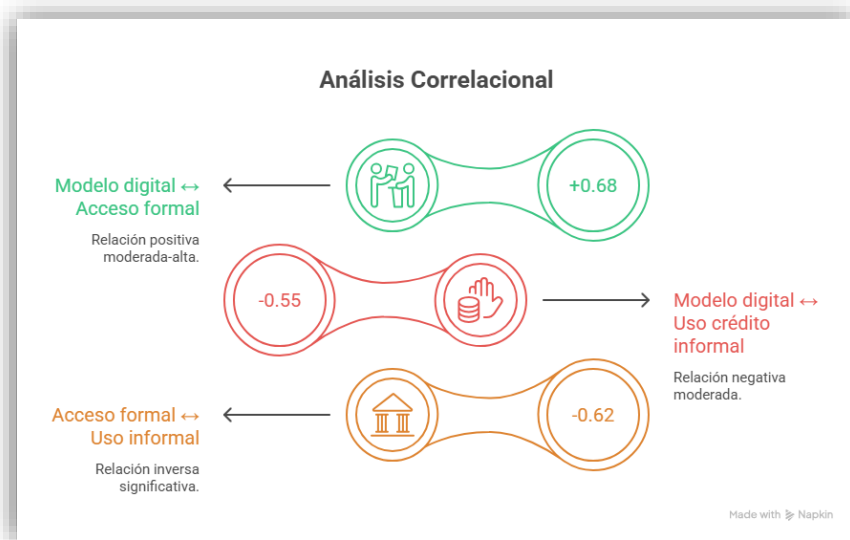 Análisis Correlacional
Modelo digital ↔
Acceso formal
Relación positiva
moderada-alta.
+0.68
-0.55
Modelo digital ↔
Uso crédito
informal
Relación negativa
moderada.
Acceso formal ↔
Uso informal
Relación inversa
significativa.
-0.62
Made with Napkin